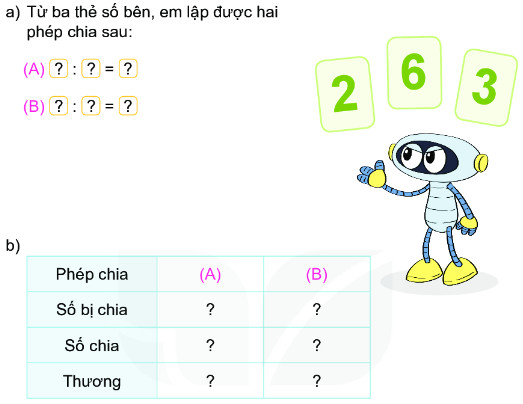 a) Từ ba thẻ số bên, em lập được hai
phép chia sau:
(A) ? : ? = ?
(B) ? : ? = ?
2 6 3
b)
Phép chia (A) (B)
Số bị chia ? ?
Số chia ? ?
Thương ? ?